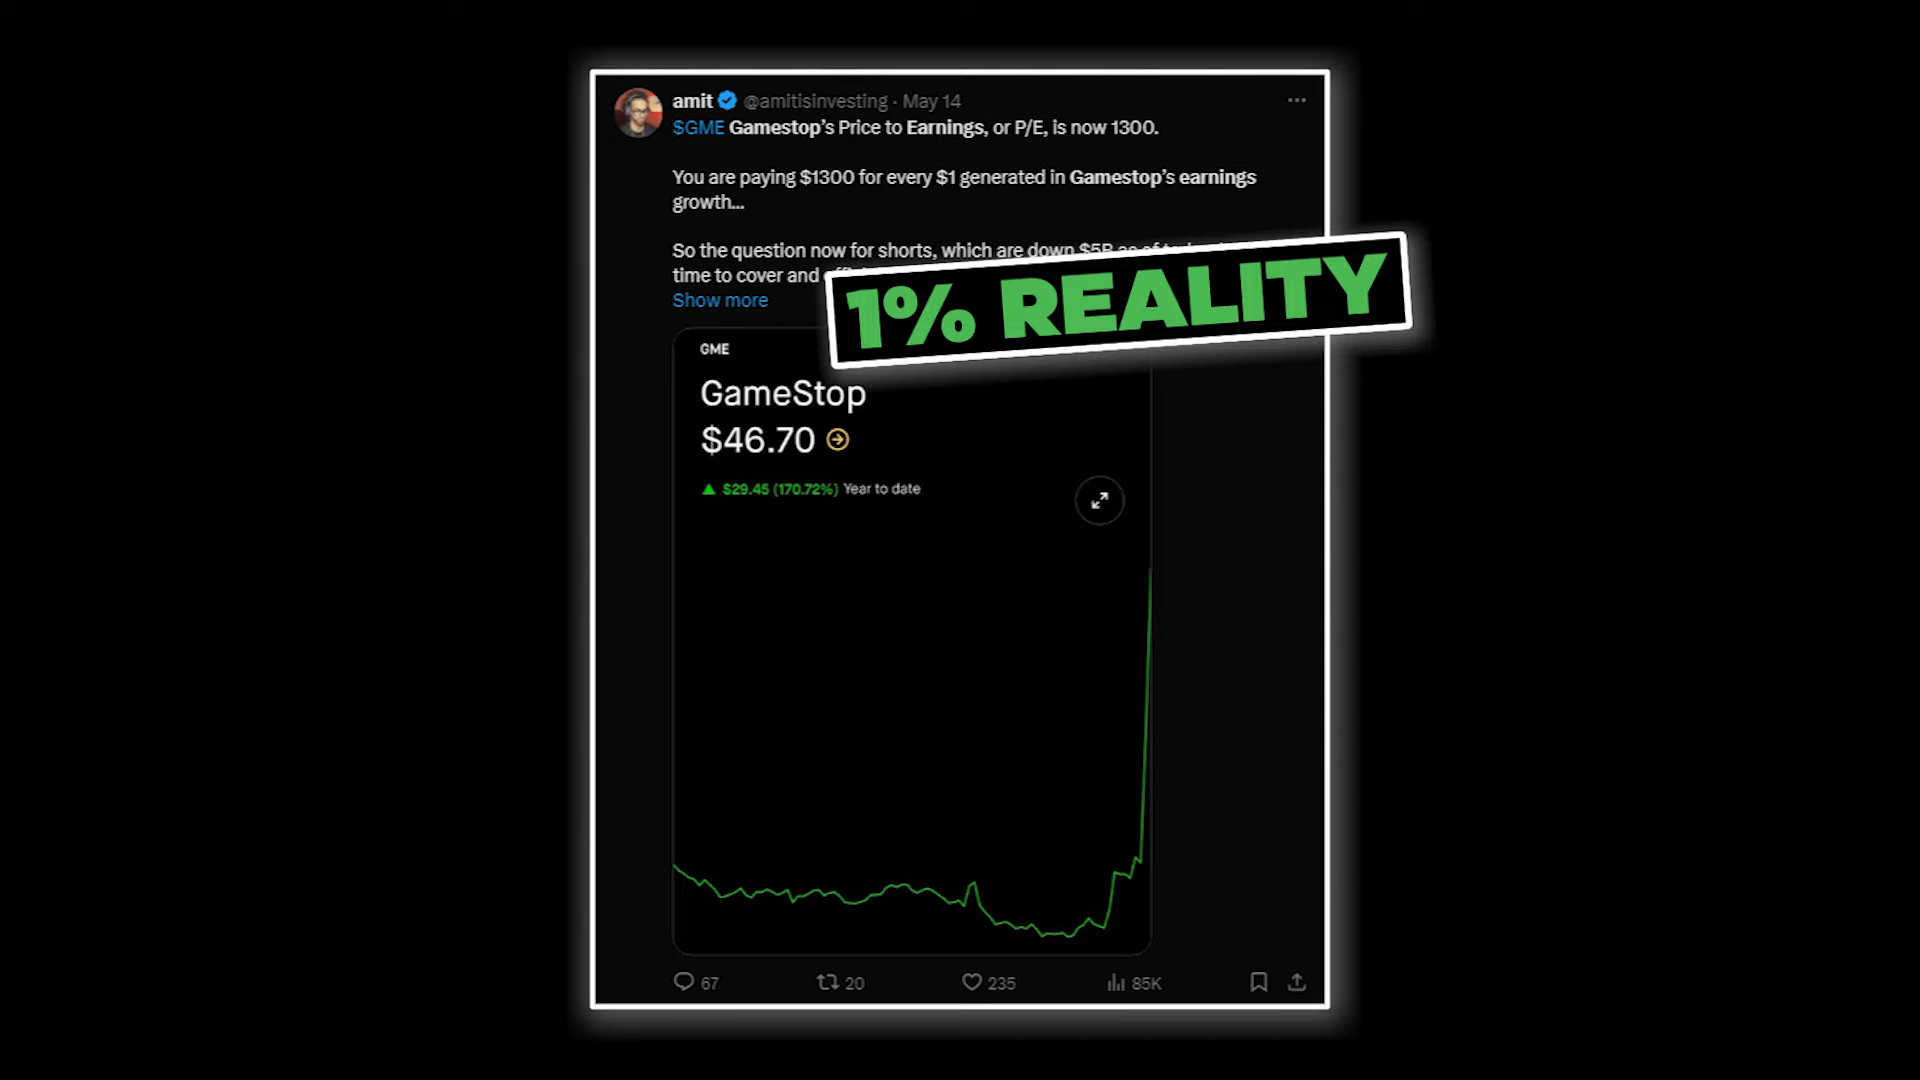 amit @amitisinvesting · May 14
$GME Gamestop's Price to Earnings, or P/E, is now 1300.
You are paying $1300 for every $1 generated in Gamestop's earnings
growth...
So the question now for shorts, which are down $5B as of
time to cover and
Show more
1% REALITY
GME
GameStop
$46.70
$29.45 (170.72%) Year to date
67 20 235 85K